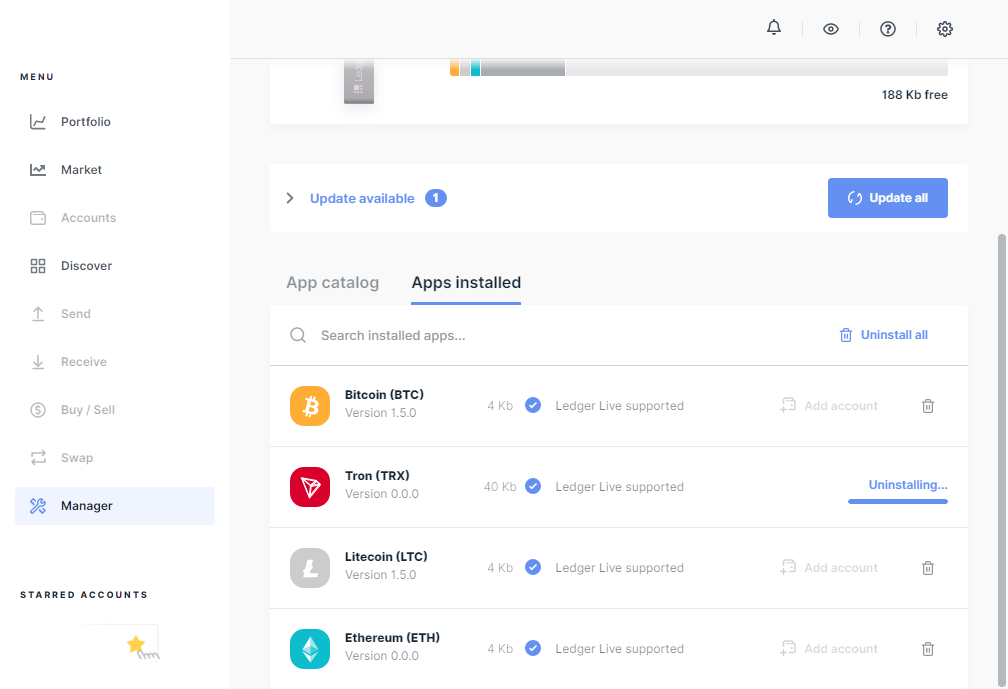 MENU
Portfolio
Market
Accounts
Discover
Send
Receive
Buy / Sell
Swap
Manager
STARRED ACCOUNTS
Ledger
188 Kb free
Update available 1
Update all
App catalog
Apps installed
Search installed apps...
Uninstall all
Bitcoin (BTC)
Version 1.5.0
4 Kb
Ledger Live supported
Add account
Tron (TRX)
Version 0.0.0
40 Kb
Ledger Live supported
Uninstalling...
Litecoin (LTC)
Version 1.5.0
4 Kb
Ledger Live supported
Add account
Ethereum (ETH)
Version 0.0.0
4 Kb
Ledger Live supported
Add account